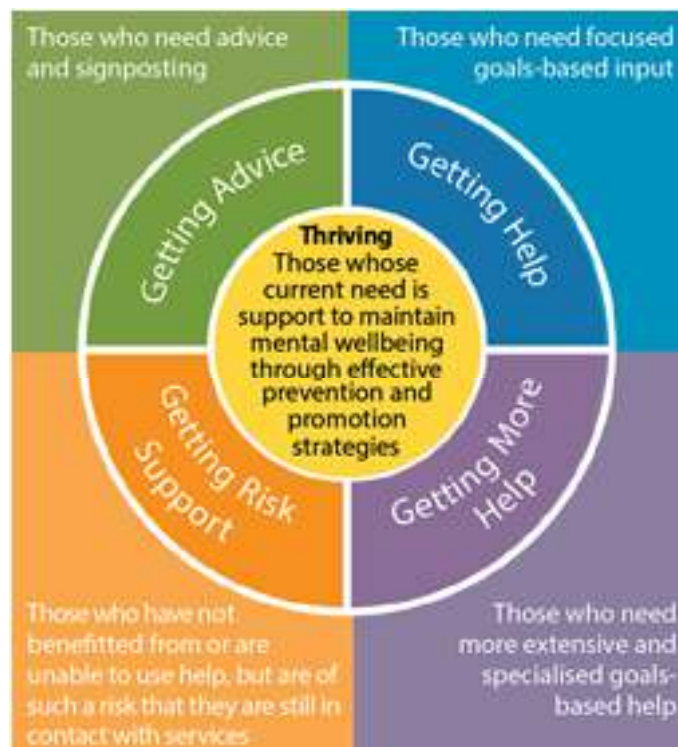 Those who need advice
and signposting
Those who need focused
goals-based input
Getting Advice
Getting Help
Thriving
Those whose
current need is
support to maintain
mental wellbeing
through effective
prevention and
promotion
strategies
Getting Risk
Support
Getting More
Help
Those who have not
benefitted from or are
unable to use help, but are of
such a risk that they are still in
contact with services
Those who need
more extensive and
specialised goals-
based help